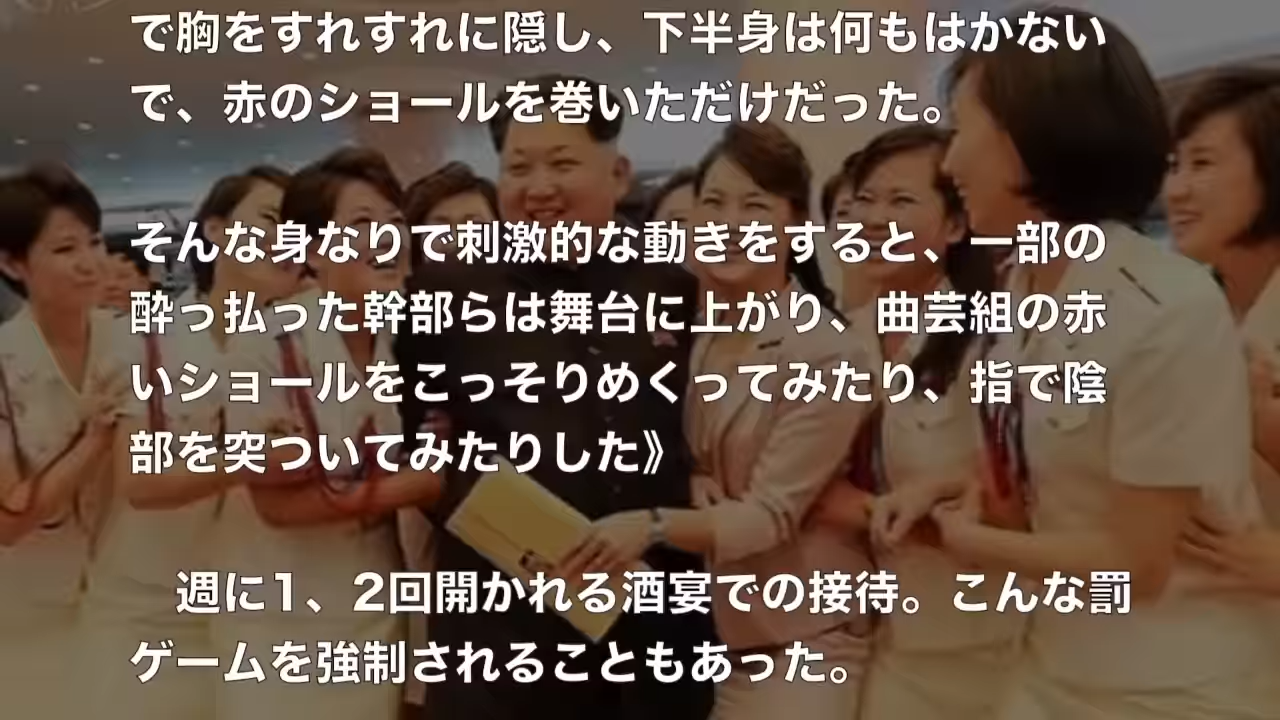 で胸をすれすれに隠し、下半身は何もはかない
で、赤のショールを巻いただけだった。
そんな身なりで刺激的な動きをすると、一部の
酔っ払った幹部らは舞台に上がり、曲芸組の赤
いショールをこっそりめくってみたり、指で陰
部を突ついてみたりした》
週に1、2回開かれる酒宴での接待。こんな罰
ゲームを強制されることもあった。